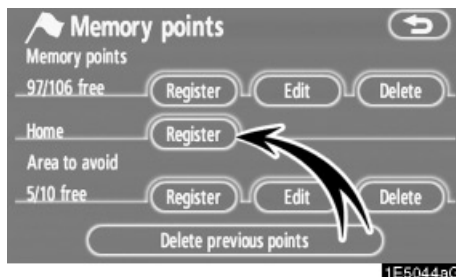 Memory points
Memory points
97/106 free Register Edit Delete
Home Register
Area to avoid
5/10 free Register Edit Delete
Delete previous points
1E5044aG